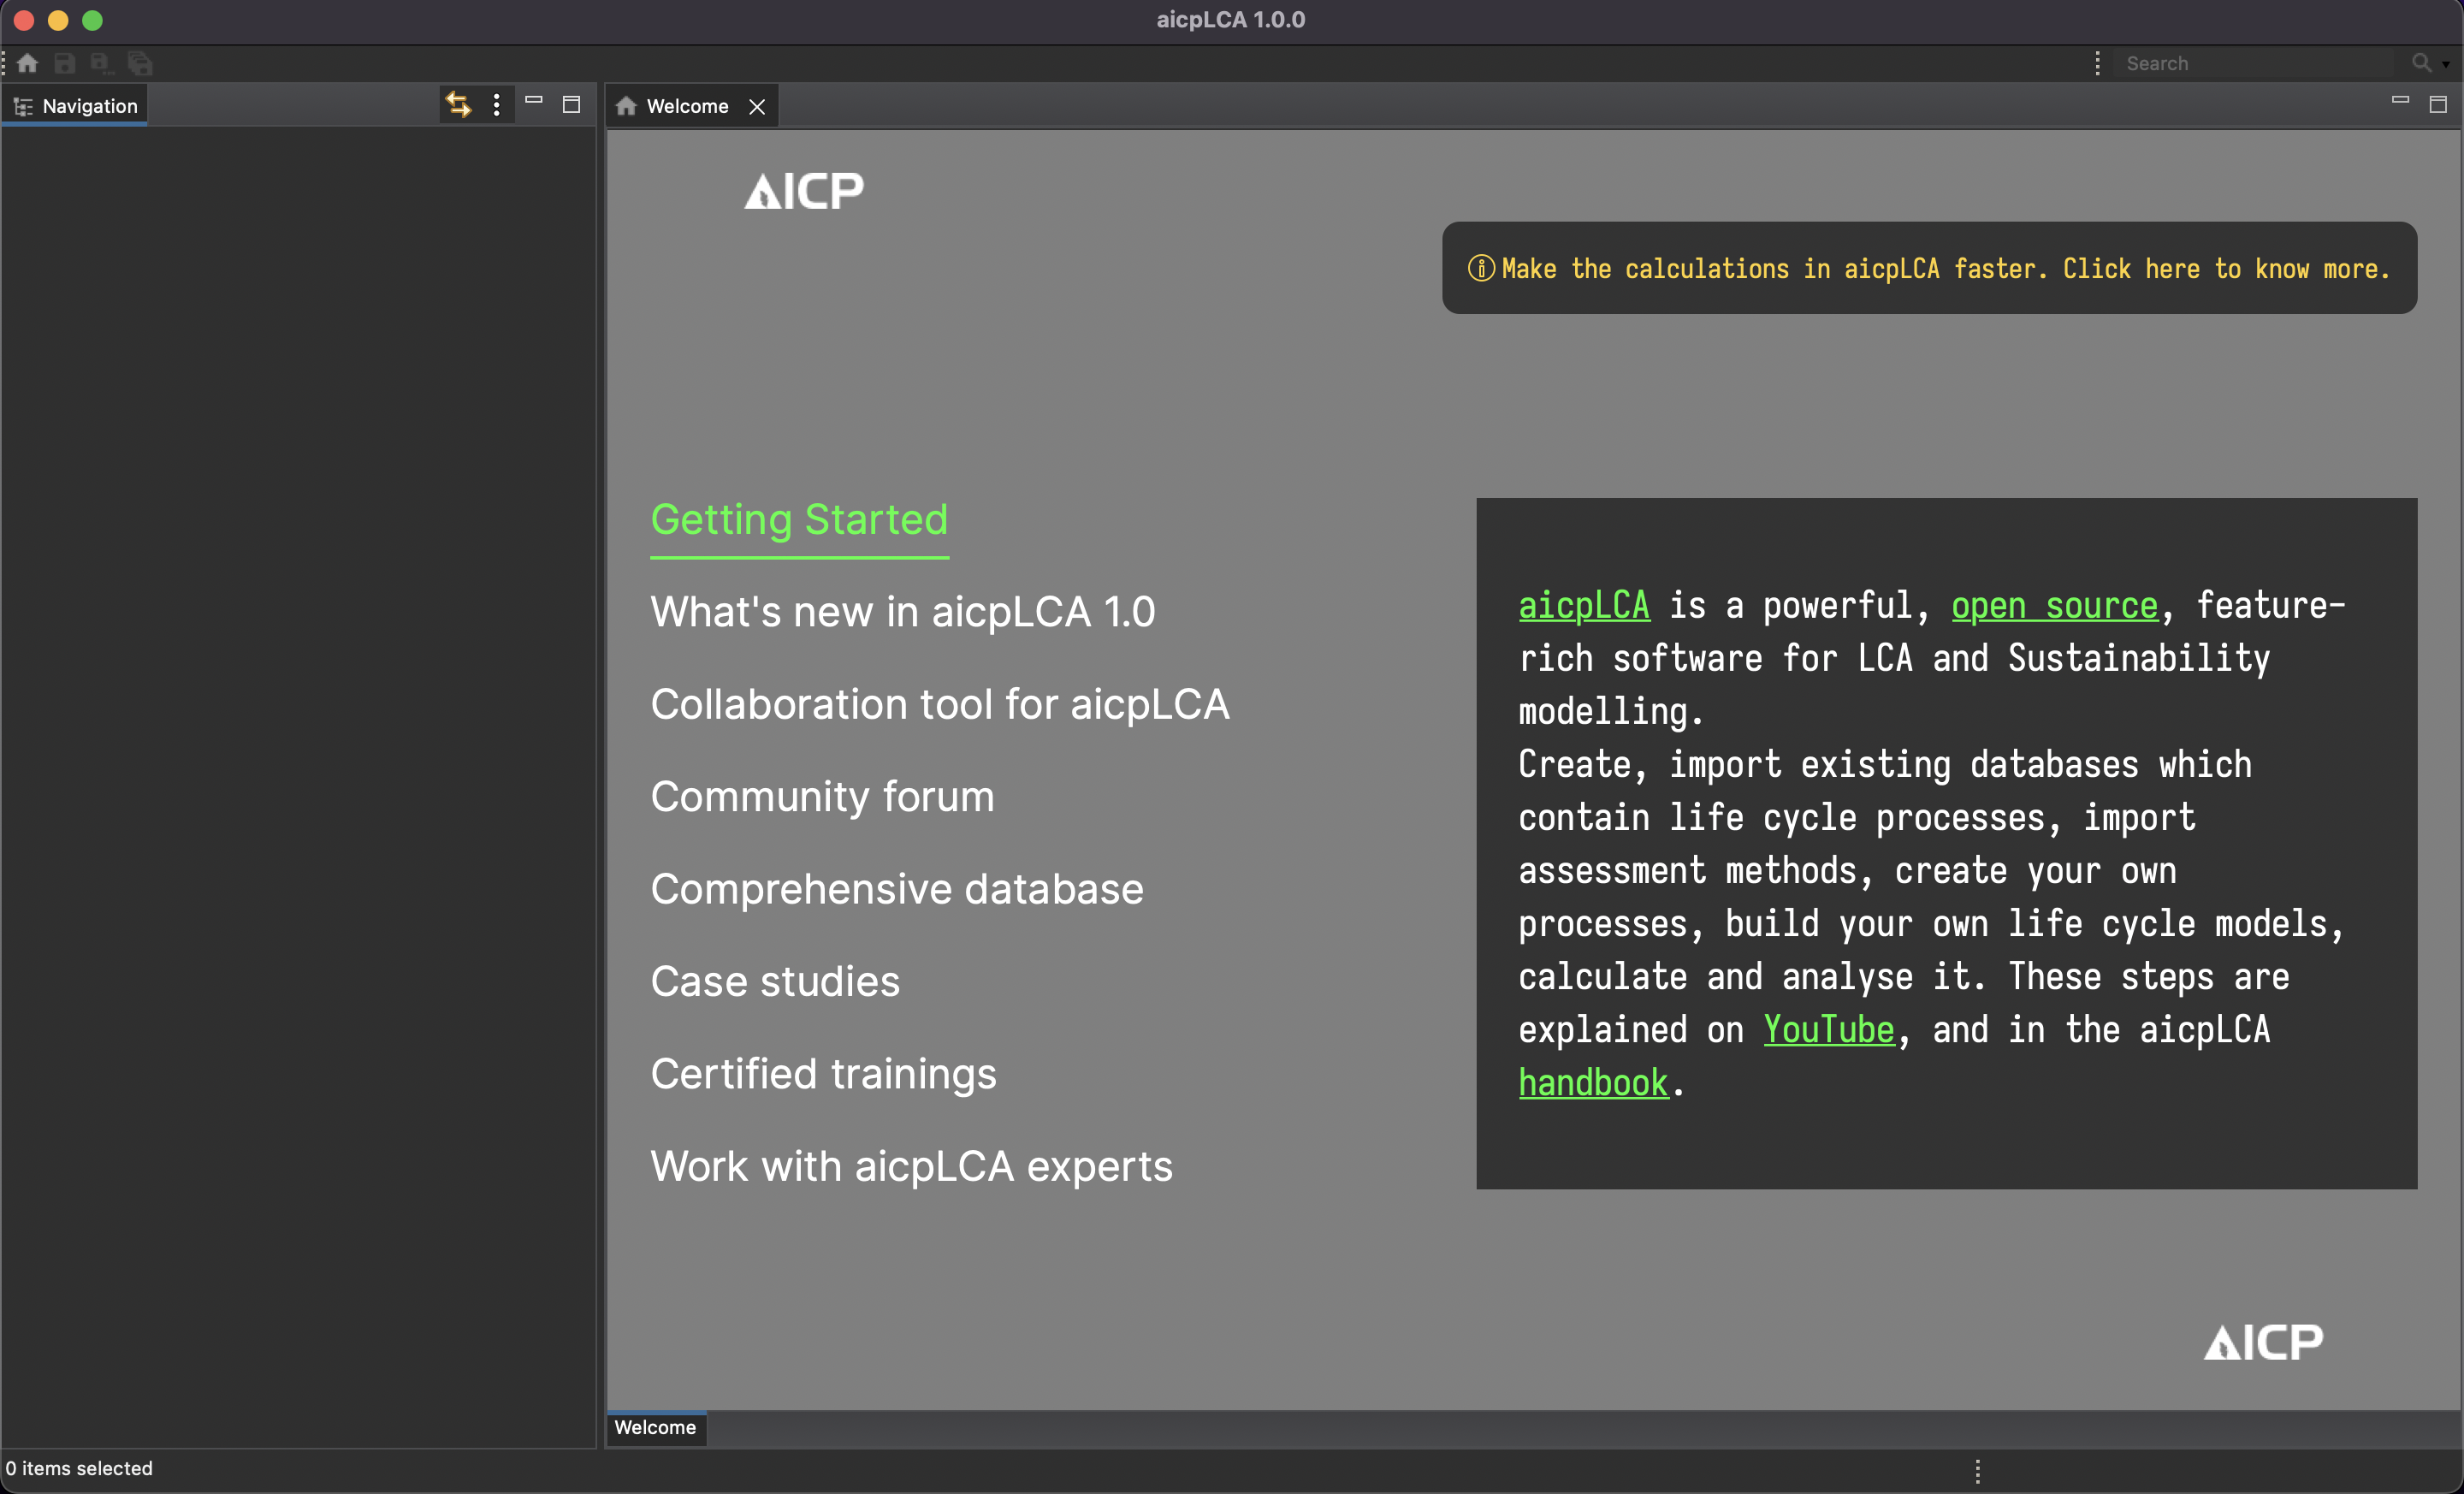 aicpLCA 1.0.0
Search
Navigation
Welcome
AICP
Make the calculations in aicpLCA faster. Click here to know more.
Getting Started
What's new in aicpLCA 1.0
Collaboration tool for aicpLCA
Community forum
Comprehensive database
Case studies
Certified trainings
Work with aicpLCA experts
aicpLCA is a powerful, open source, feature-
rich software for LCA and Sustainability
modelling.
Create, import existing databases which
contain life cycle processes, import
assessment methods, create your own
processes, build your own life cycle models,
calculate and analyse it. These steps are
explained on YouTube, and in the aicpLCA
handbook.
AICP
Welcome
0 items selected